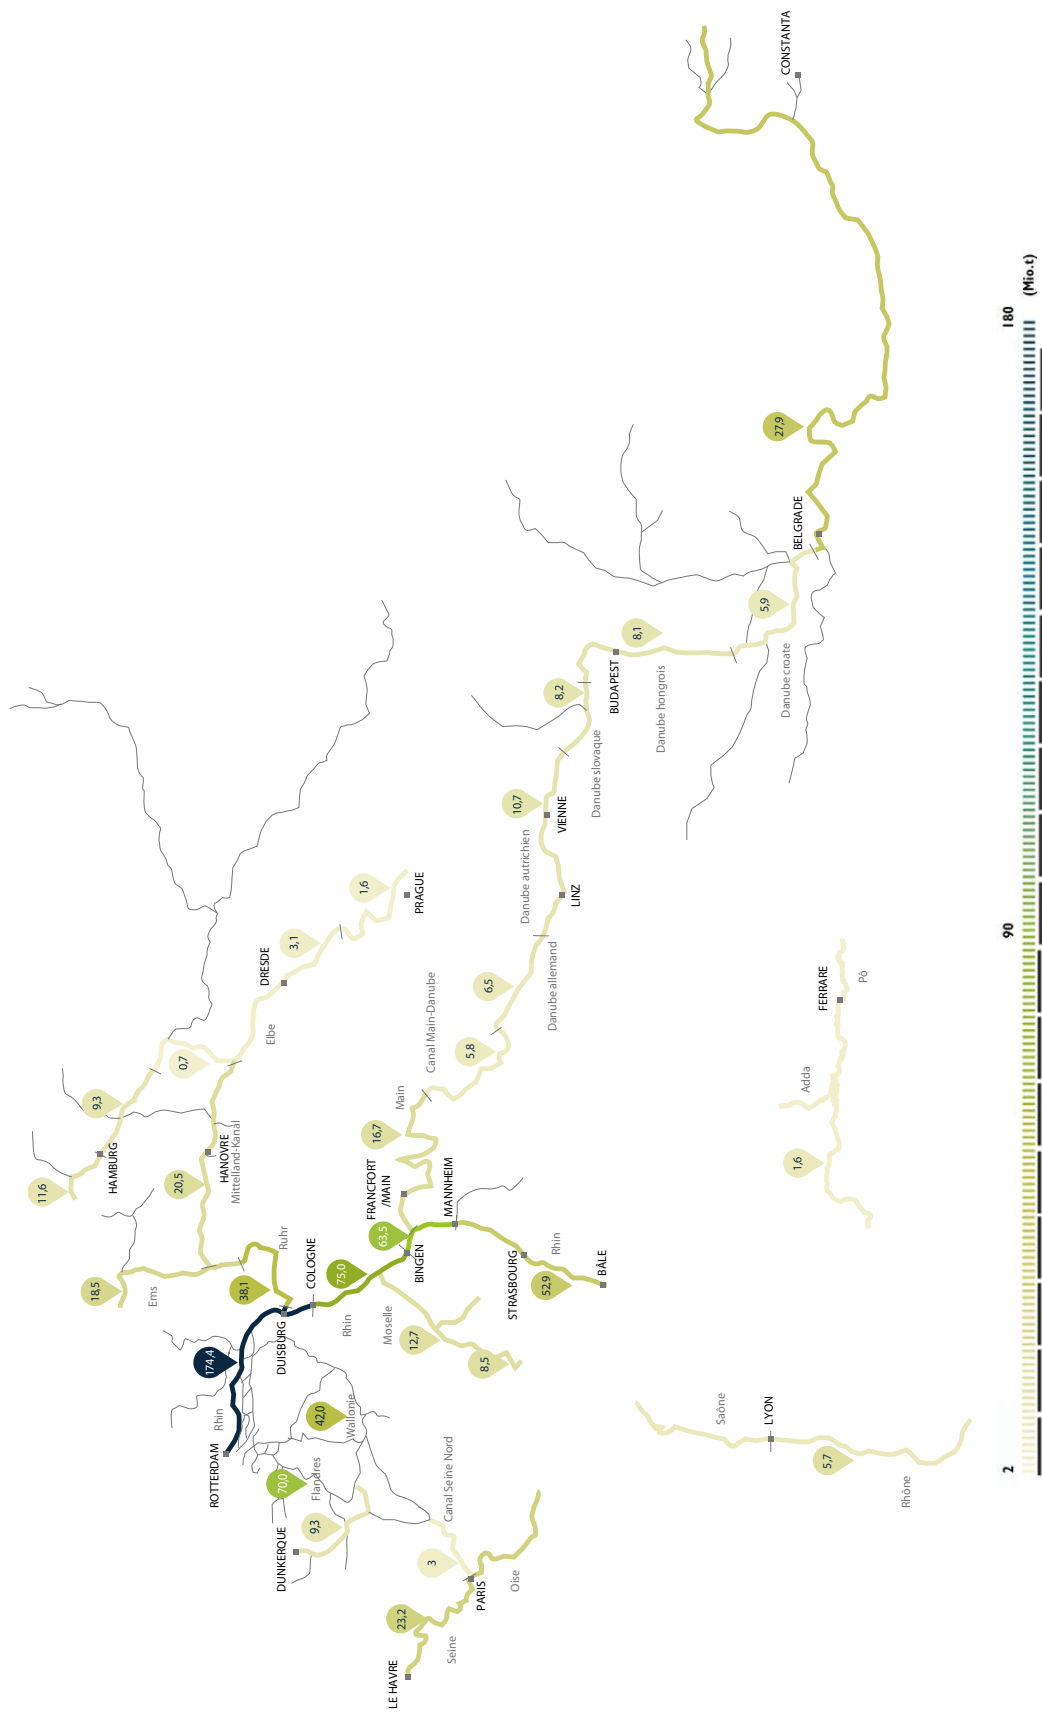 11,6
HAMBURG
9,3
18,5
Ems
20,5
HANOVRE
Mittelland-Kanal
0,7
Elbe
DRESDE
3,1
1,6
PRAGUE
ROTTERDAM
Rhin
174,4
38,1
Ruhr
DUISBURG
COLOGNE
Rhin
75,0
63,5
FRANCFORT
/MAIN
16,7
Main
BINGEN
MANNHEIM
Canal Main-Danube
5,8
6,5
Danube allemand
Danube autrichien
LINZ
10,7
VIENNE
Danube slovaque
8,2
BUDAPEST
8,1
Danube hongrois
5,9
Danube croate
BELGRADE
27,9
CONSTANTA
DUNKERQUE
9,3
70,0
Flandres
42,0
Wallonie
Moselle
12,7
8,5
STRASBOURG
52,9
Rhin
BÂLE
LE HAVRE
23,2
Seine
3
PARIS
Canal Seine Nord
Oise
Saône
LYON
5,7
Rhône
1,6
Adda
FERRARE
Pô
2
90
180
(Mio.t)